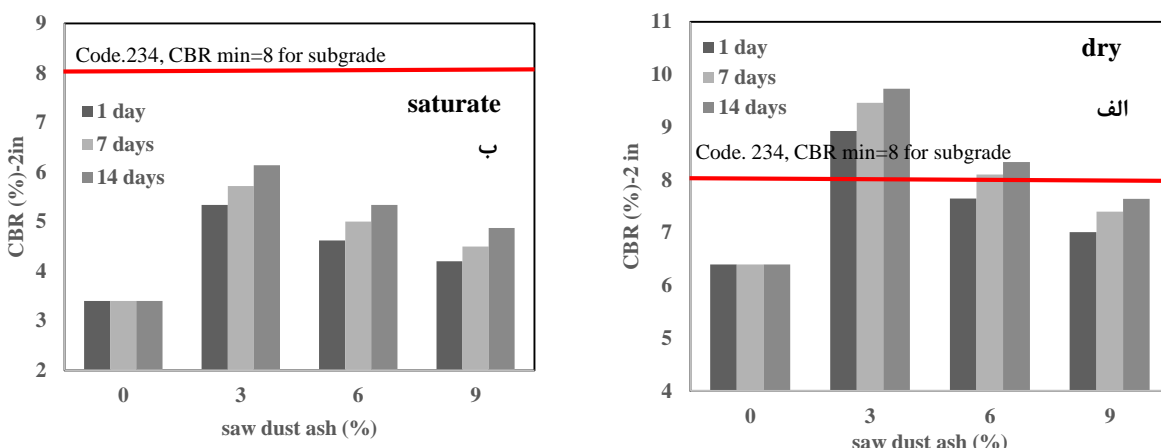 9
8
7
6
5
4
3
2
CBR (%)-2in
Code.234, CBR min=8 for subgrade
saturate
ب
1 day
7 days
14 days
0 3 6 9
saw dust ash (%)
11
10
9
8
7
6
5
4
CBR (%)-2 in
dry
الف
1 day
7 days
14 days
Code. 234, CBR min=8 for subgrade
0 3 6 9
saw dust ash (%)